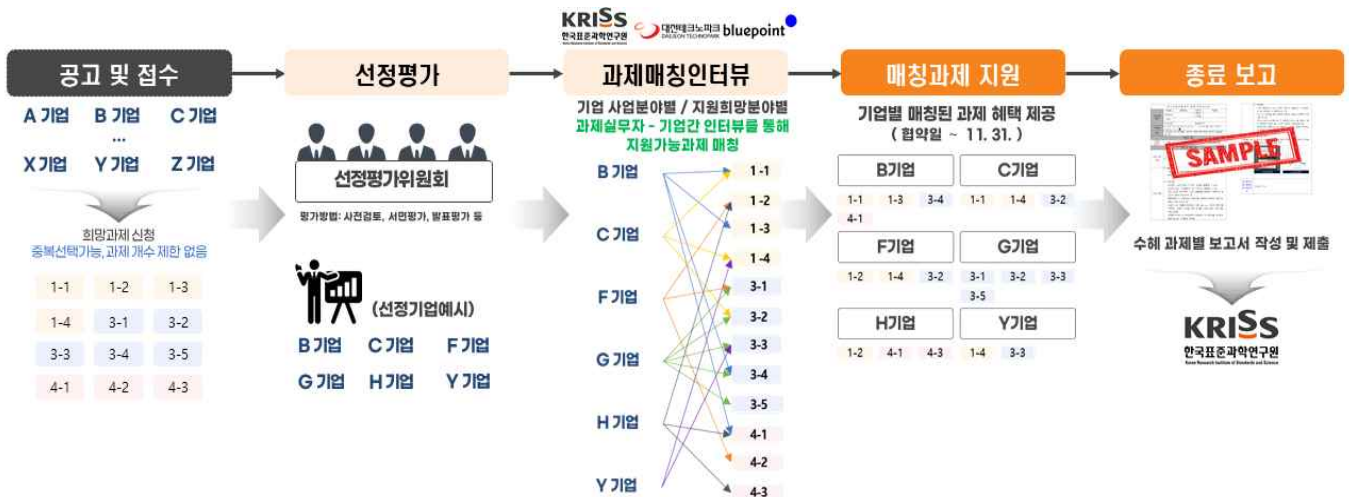 KRISS
한국표준과학연구원
대전테크노파크
DAEJEON TECHNOPARK
bluepoint
공고 및 접수
선정평가
과제매칭인터뷰
매칭과제 지원
종료 보고
A 기업 B 기업 C 기업
...
X 기업 Y 기업 Z 기업
희망과제 신청
중복선택가능, 과제 개수 제한 없음
1-1 1-2 1-3
1-4 3-1 3-2
3-3 3-4 3-5
4-1 4-2 4-3
선정평가위원회
평가방법: 사전검토, 서면평가, 발표평가 등
(선정기업예시)
B 기업 C 기업 F 기업
G 기업 H 기업 Y 기업
기업 사업분야별 / 지원희망분야별
과제실무자 - 기업간 인터뷰를 통해
지원가능과제 매칭
B 기업
C 기업
F 기업
G 기업
H 기업
Y 기업
1-1
1-2
1-3
1-4
3-1
3-2
3-3
3-4
3-5
4-1
4-2
4-3
기업별 매칭된 과제 혜택 제공
( 협약일 ~ 11. 31. )
B기업 C기업
1-1 1-3 3-4 1-1 1-4 3-2
4-1
F기업 G기업
1-2 1-4 3-2 3-1 3-2 3-3
3-5
H기업 Y기업
1-2 4-1 4-3 1-4 3-3
SAMPLE
수혜 과제별 보고서 작성 및 제출
KRISS
한국표준과학연구원
Korea Research Institute of Standards and Science